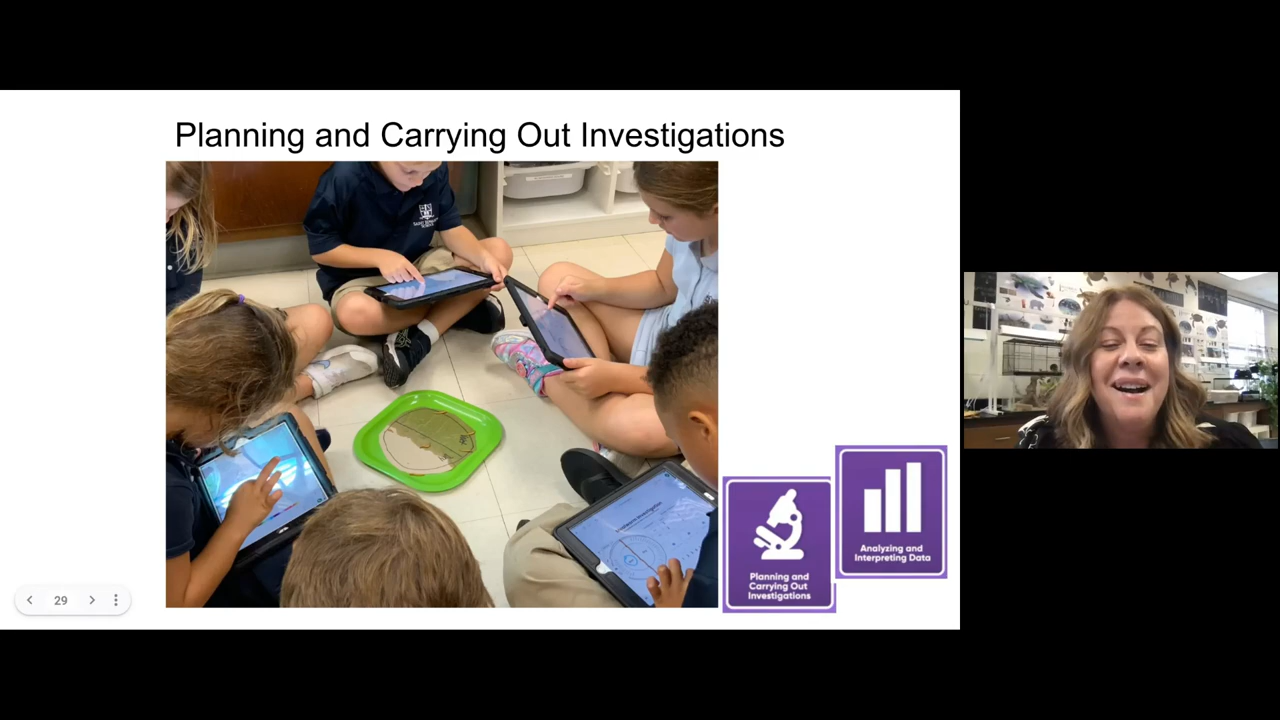 Planning and Carrying Out Investigations
Analyzing and
Interpreting Data
Planning and
Carrying Out
Investigations
29